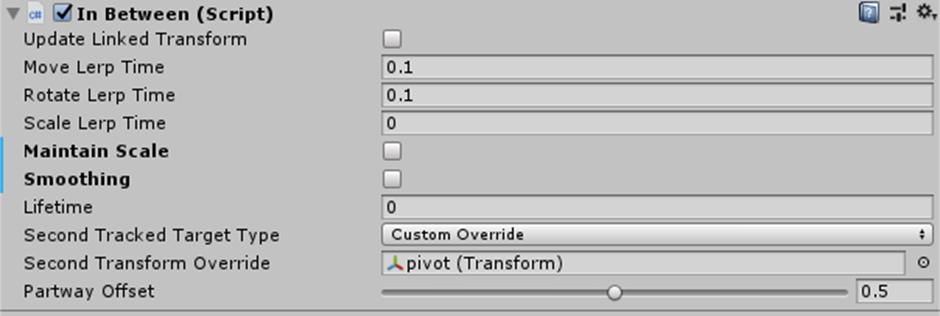 In Between (Script)
Update Linked Transform
Move Lerp Time 0.1
Rotate Lerp Time 0.1
Scale Lerp Time 0
Maintain Scale
Smoothing
Lifetime 0
Second Tracked Target Type Custom Override
Second Transform Override pivot (Transform)
Partway Offset 0.5